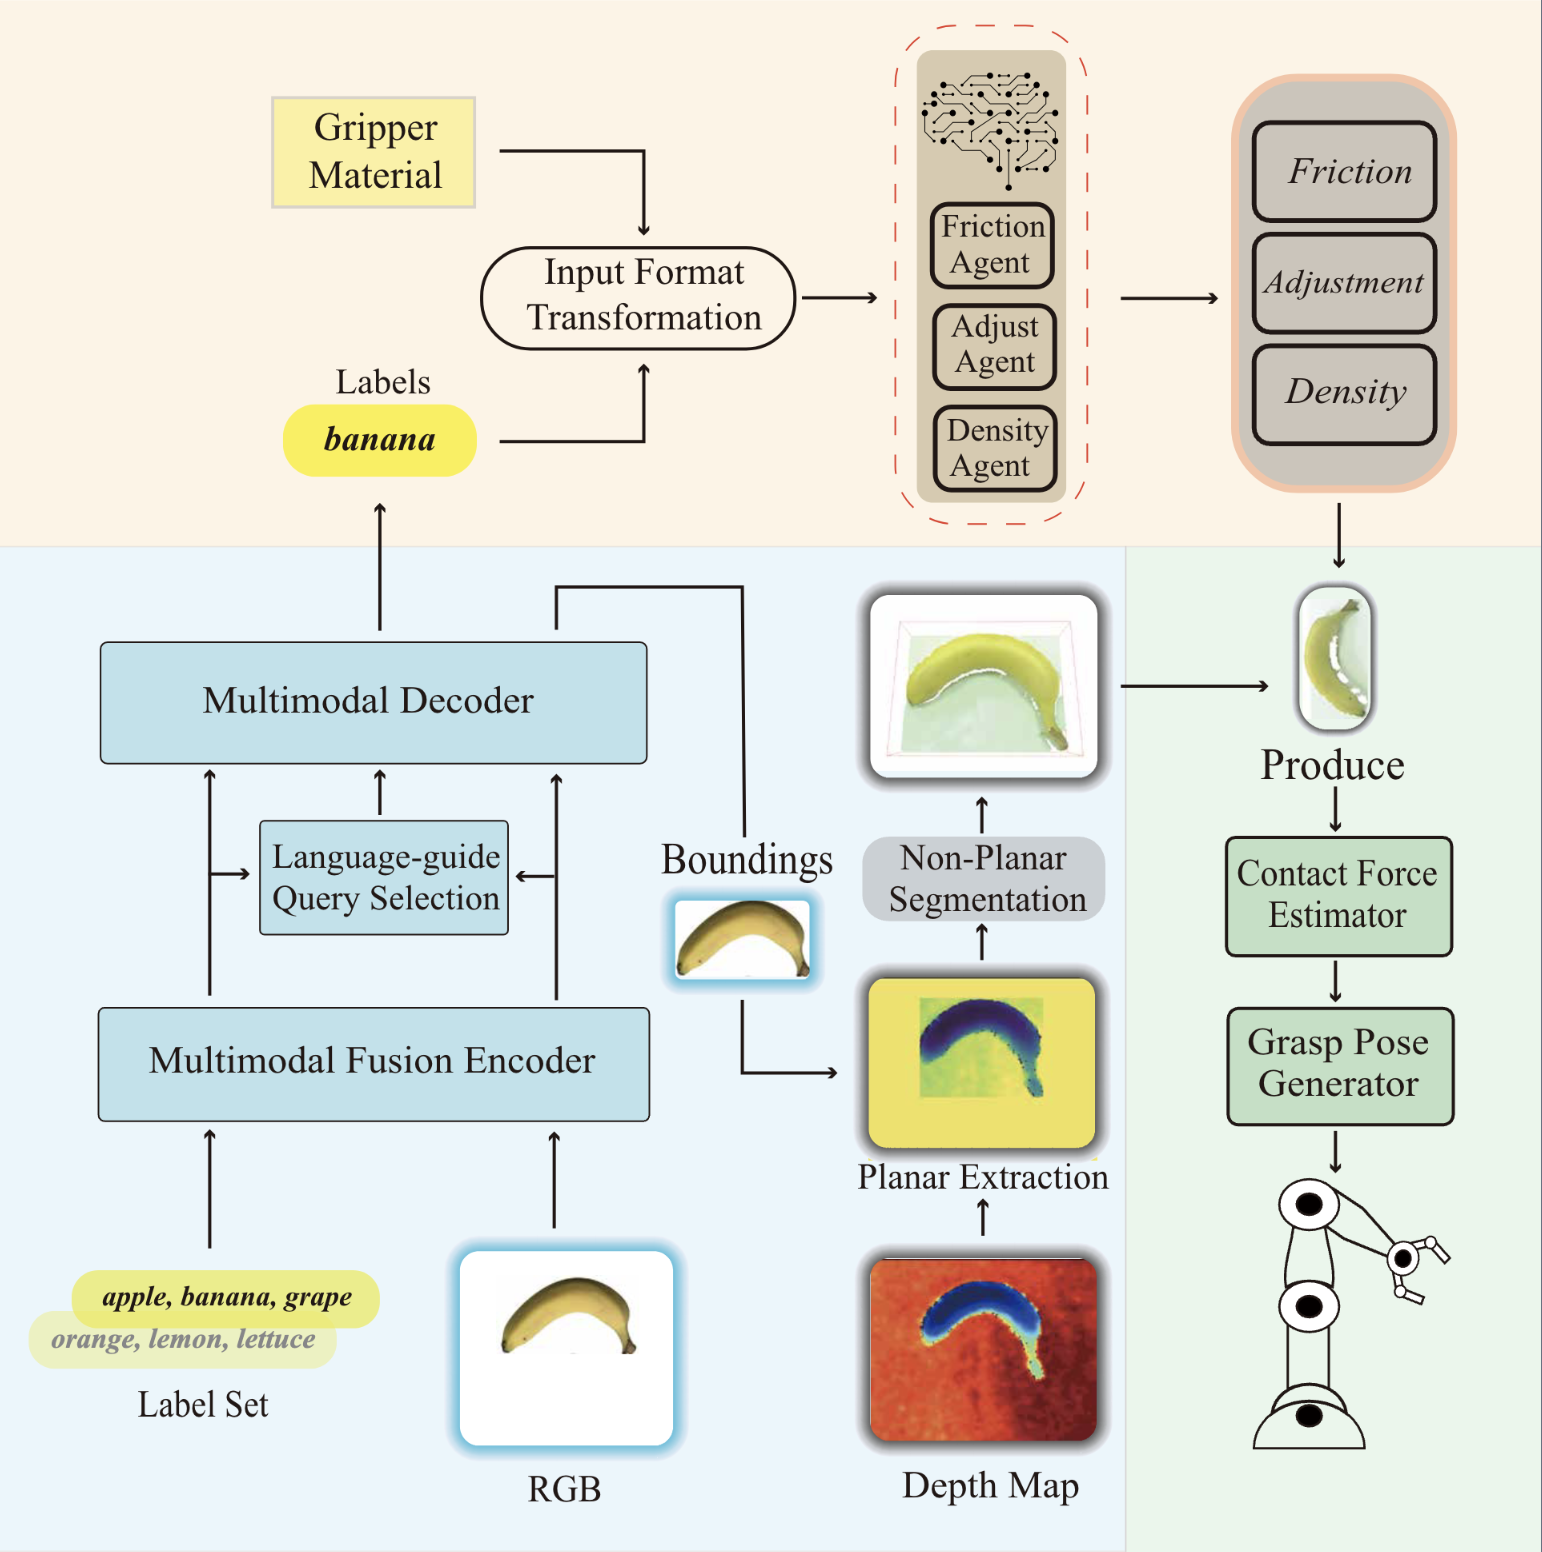 Gripper
Material
Input Format
Transformation
Labels
banana
Friction
Agent
Adjust
Agent
Density
Agent
Friction
Adjustment
Density
Multimodal Decoder
Language-guide
Query Selection
Multimodal Fusion Encoder
apple, banana, grape
orange, lemon, lettuce
Label Set
RGB
Boundings
Non-Planar
Segmentation
Planar Extraction
Depth Map
Produce
Contact Force
Estimator
Grasp Pose
Generator